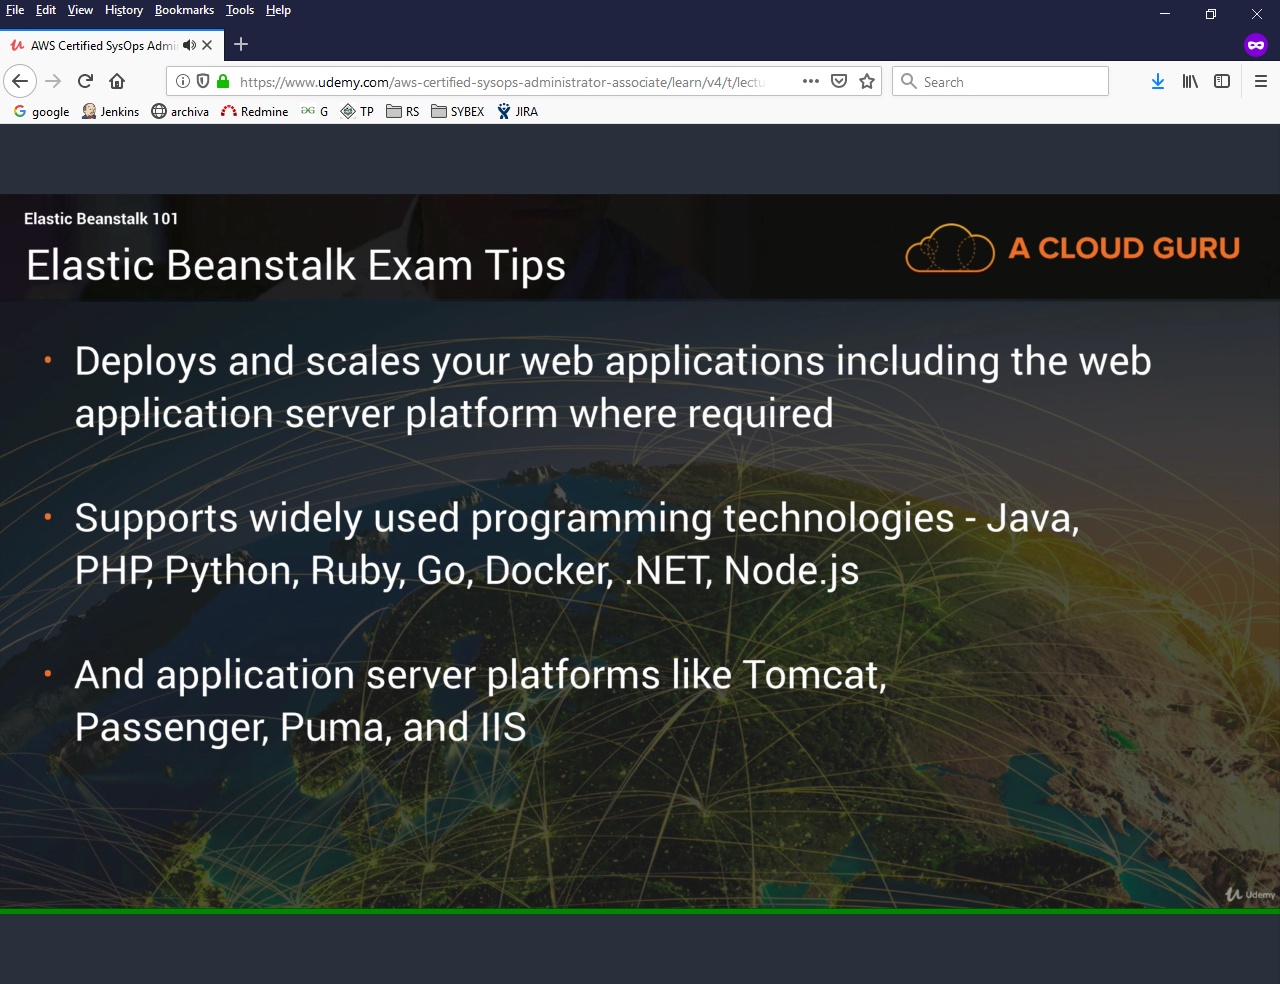 File Edit View History Bookmarks Tools Help
AWS Certified SysOps Admi
https://www.udemy.com/aws-certified-sysops-administrator-associate/learn/v4/t/lectu
Search
google Jenkins archiva Redmine G TP RS SYBEX JIRA
Elastic Beanstalk 101
Elastic Beanstalk Exam Tips
A CLOUD GURU
• Deploys and scales your web applications including the web
application server platform where required
• Supports widely used programming technologies - Java,
PHP, Python, Ruby, Go, Docker, .NET, Node.js
• And application server platforms like Tomcat,
Passenger, Puma, and IIS
Udemy